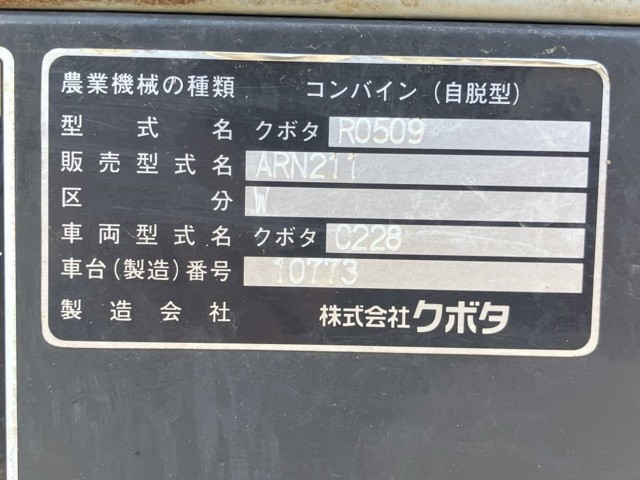 農業機械の種類 コンバイン（自脱型）
型式名 クボタ R0509
販売型式名 ARN211
区分 W
車両型式名 クボタ C228
車台（製造）番号 10773
製造会社 株式会社クボタ